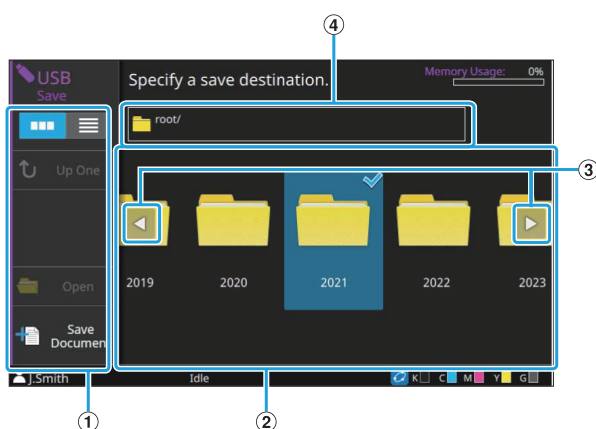 ④
USB
Save
Specify a save destination.
Memory Usage: 0%
root/
Up One
③
2019
2020
2021
2022
2023
Open
Save
Documen
J.Smith
Idle
K C M Y G
① ②